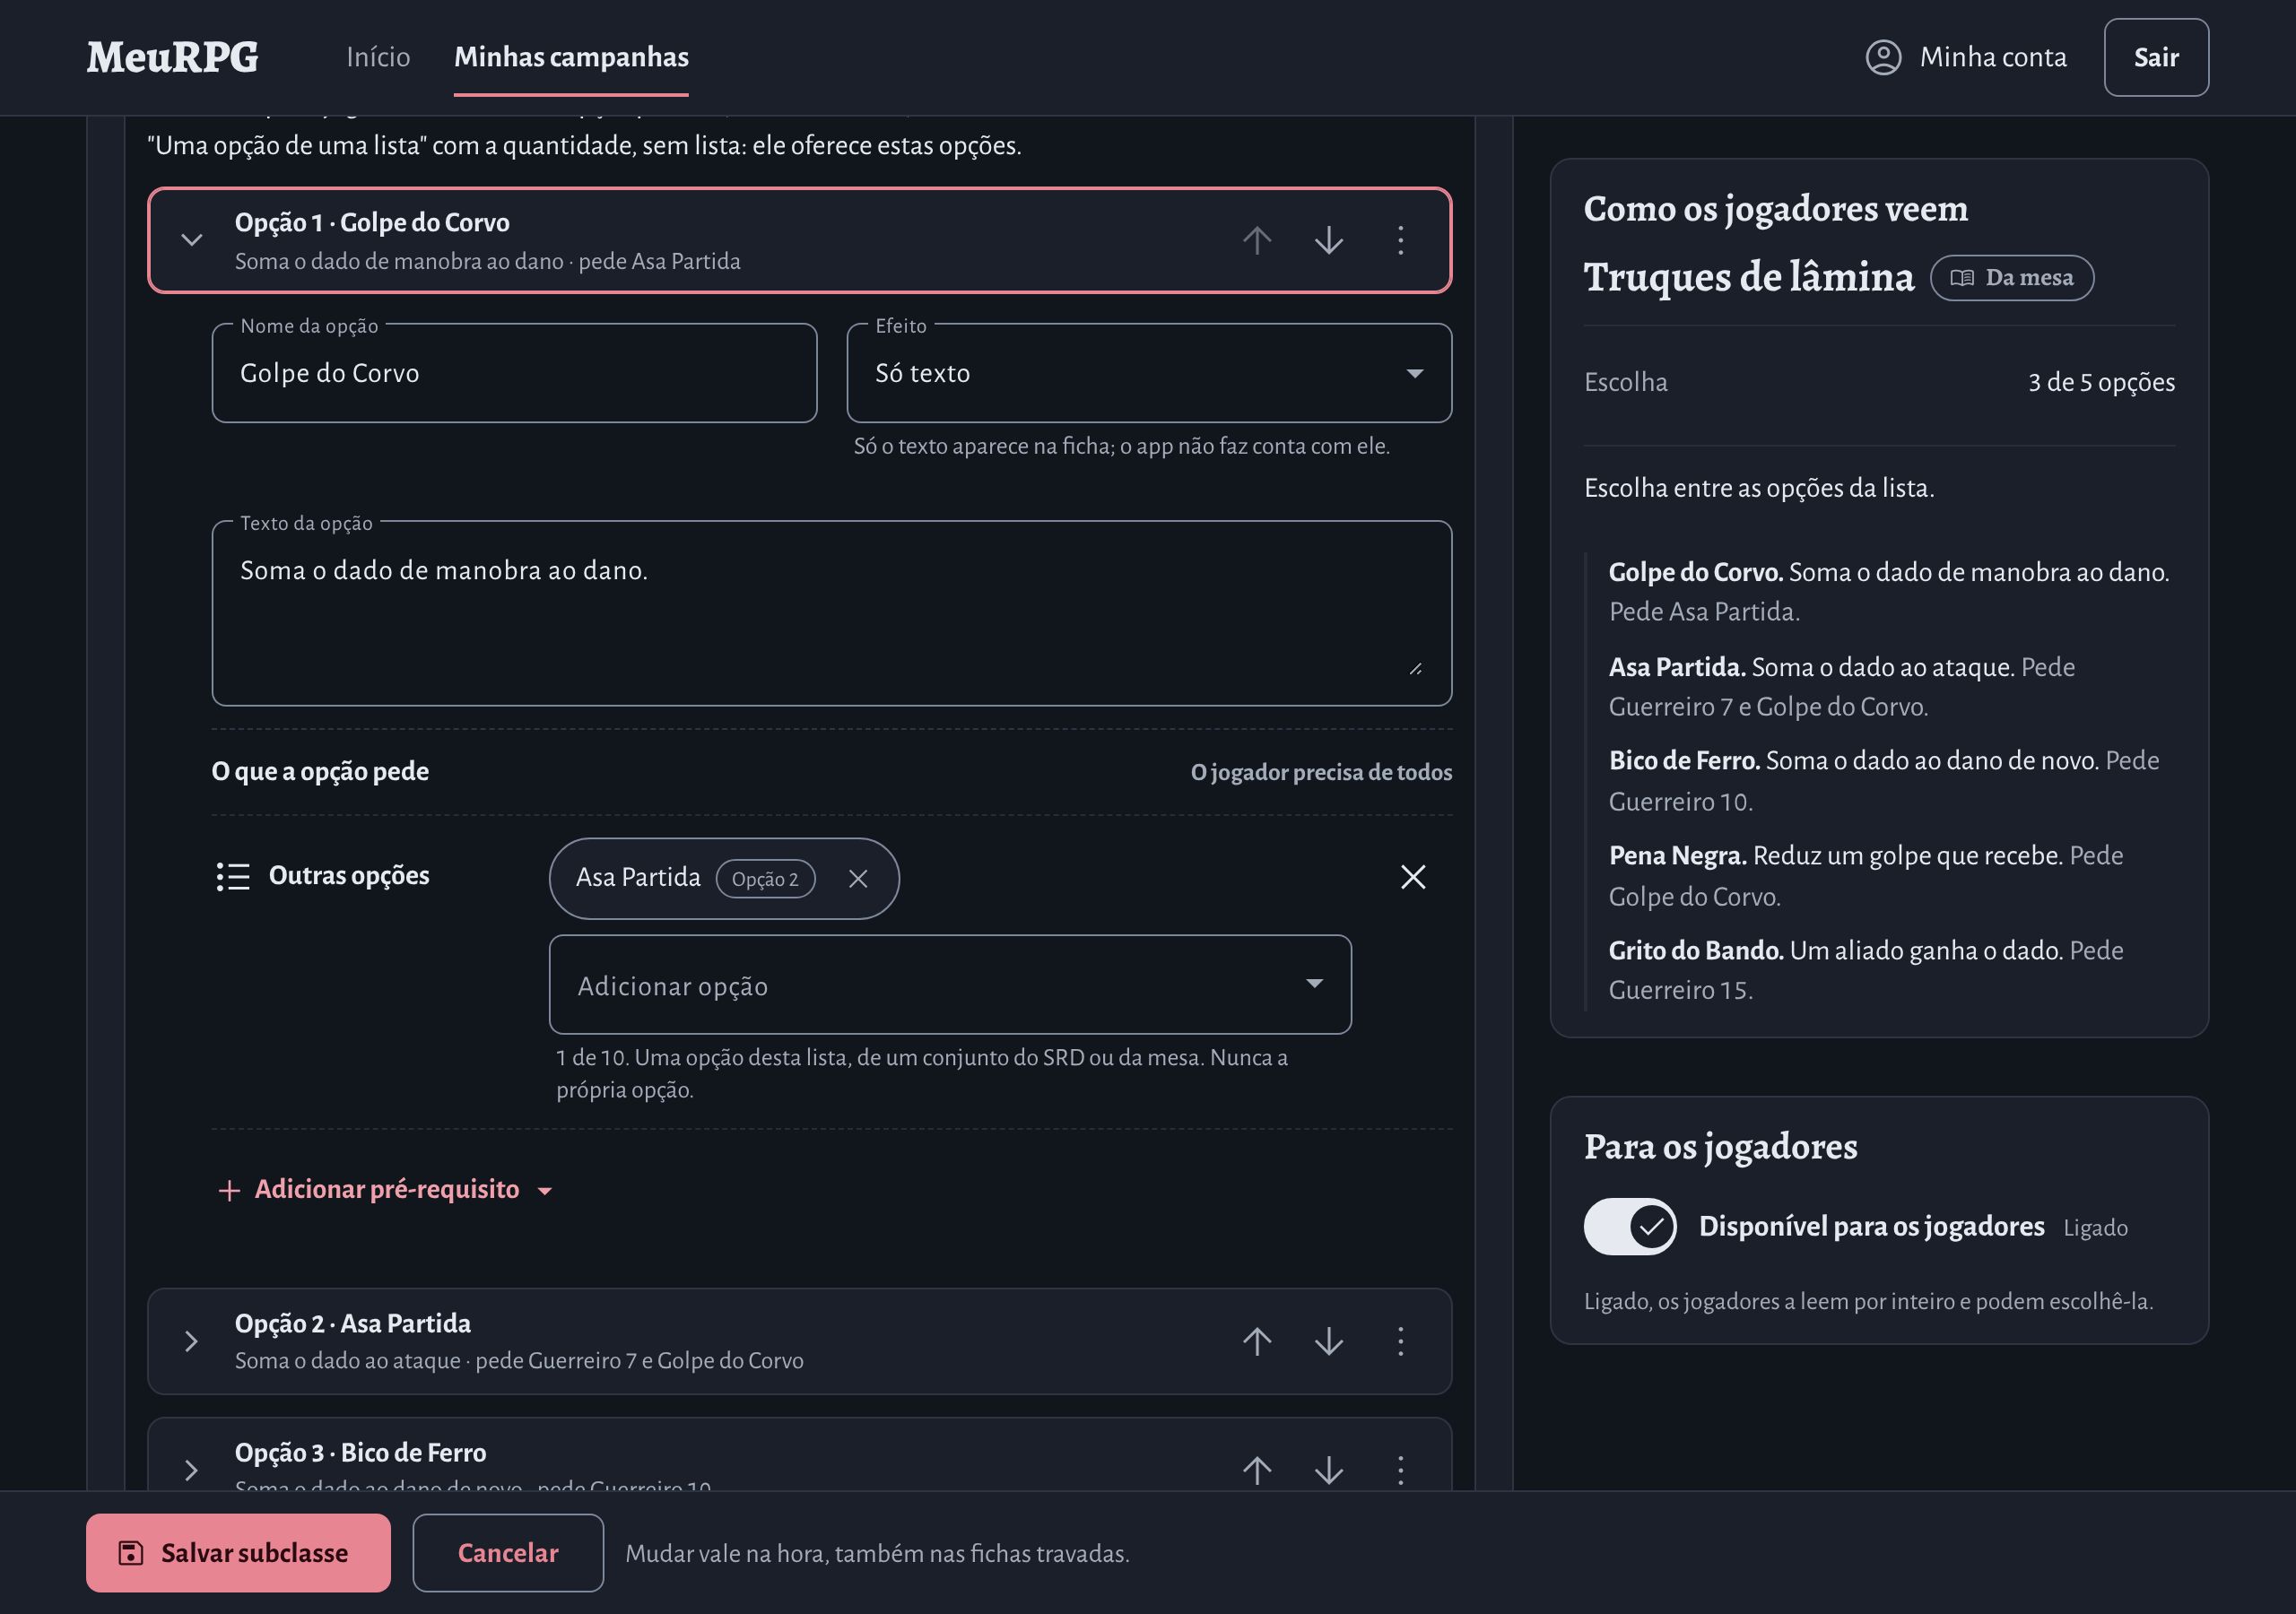 MeuRPG
Início
Minhas campanhas
Minha conta
Sair
"Uma opção de uma lista" com a quantidade, sem lista: ele oferece estas opções.
Opção 1 · Golpe do Corvo
Soma o dado de manobra ao dano · pede Asa Partida
Nome da opção
Golpe do Corvo
Efeito
Só texto
Só o texto aparece na ficha; o app não faz conta com ele.
Texto da opção
Soma o dado de manobra ao dano.
O que a opção pede
O jogador precisa de todos
Outras opções
Asa Partida
Opção 2
Adicionar opção
1 de 10. Uma opção desta lista, de um conjunto do SRD ou da mesa. Nunca a
própria opção.
Adicionar pré-requisito
Opção 2 · Asa Partida
Soma o dado ao ataque · pede Guerreiro 7 e Golpe do Corvo
Opção 3 · Bico de Ferro
Soma o dado ao dano de novo · pede Guerreiro 10
Como os jogadores veem
Truques de lâmina
Da mesa
Escolha
3 de 5 opções
Escolha entre as opções da lista.
Golpe do Corvo. Soma o dado de manobra ao dano.
Pede Asa Partida.
Asa Partida. Soma o dado ao ataque. Pede
Guerreiro 7 e Golpe do Corvo.
Bico de Ferro. Soma o dado ao dano de novo. Pede
Guerreiro 10.
Pena Negra. Reduz um golpe que recebe. Pede
Golpe do Corvo.
Grito do Bando. Um aliado ganha o dado. Pede
Guerreiro 15.
Para os jogadores
Disponível para os jogadores
Ligado
Ligado, os jogadores a leem por inteiro e podem escolhê-la.
Salvar subclasse
Cancelar
Mudar vale na hora, também nas fichas travadas.